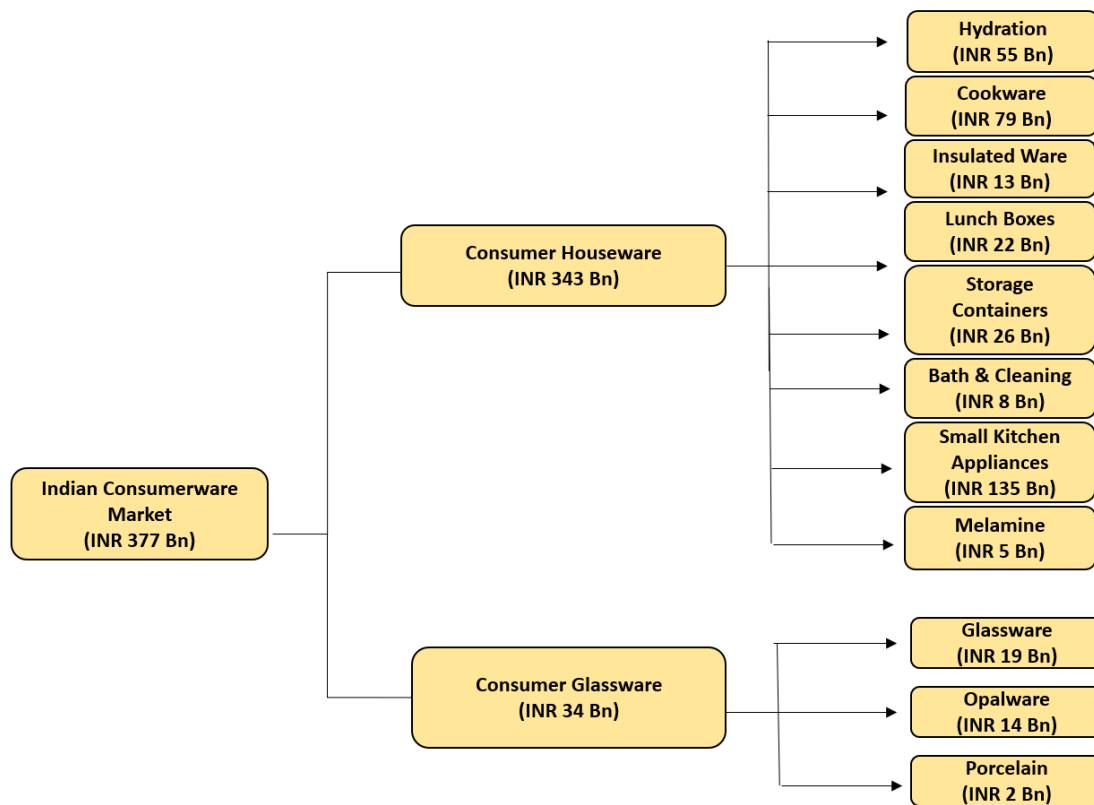 Hydration
(INR 55 Bn)
Cookware
(INR 79 Bn)
Insulated Ware
(INR 13 Bn)
Lunch Boxes
(INR 22 Bn)
Consumer Houseware
(INR 343 Bn)
Storage
Containers
(INR 26 Bn)
Bath & Cleaning
(INR 8 Bn)
Small Kitchen
Appliances
(INR 135 Bn)
Indian Consumerware
Market
(INR 377 Bn)
Melamine
(INR 5 Bn)
Glassware
(INR 19 Bn)
Consumer Glassware
(INR 34 Bn)
Opalware
(INR 14 Bn)
Porcelain
(INR 2 Bn)